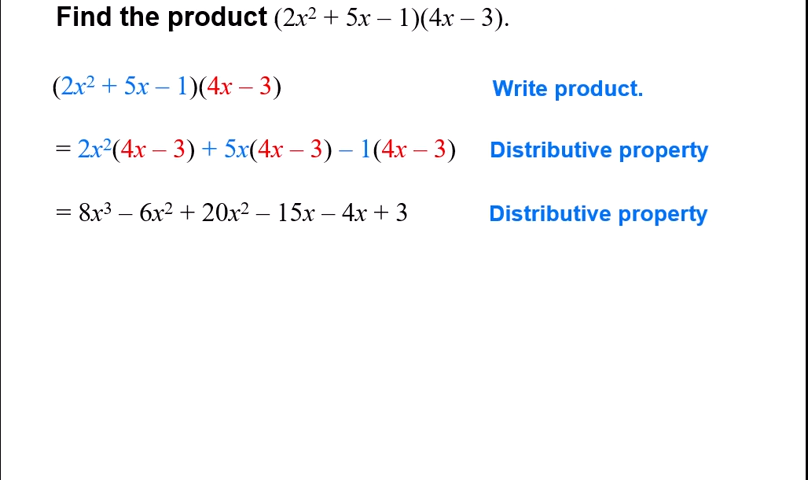 Find the product (2x² + 5x – 1)(4x – 3).
(2x² + 5x – 1)(4x – 3) Write product.
= 2x²(4x – 3) + 5x(4x – 3) – 1(4x – 3) Distributive property
= 8x³ – 6x² + 20x² – 15x – 4x + 3 Distributive property